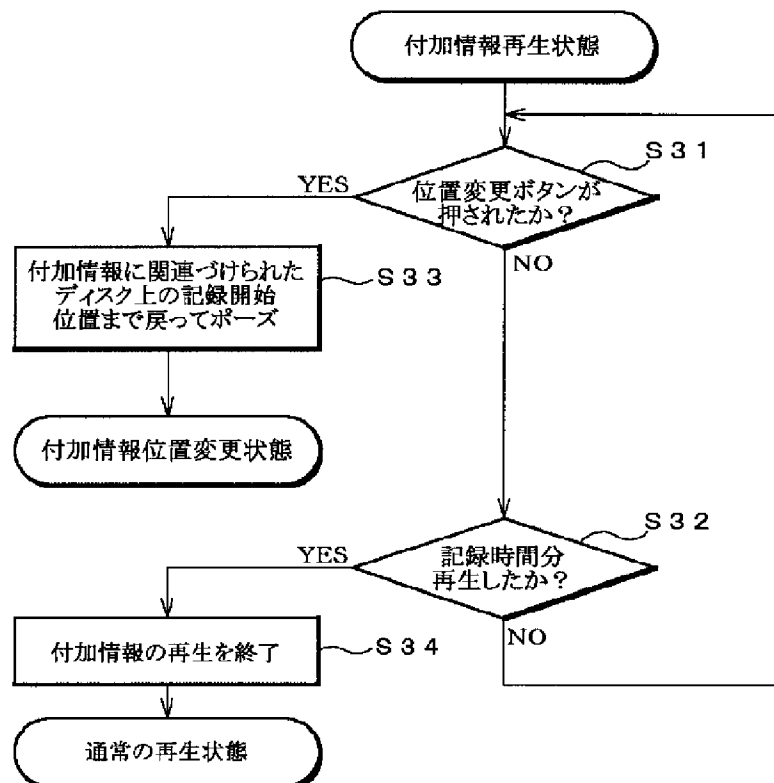 付加情報再生状態
S31
位置変更ボタンが
押されたか？
YES
NO
付加情報に関連づけられた
ディスク上の記録開始
位置まで戻ってポーズ
S33
付加情報位置変更状態
S32
記録時間分
再生したか？
YES
NO
付加情報の再生を終了
S34
通常の再生状態